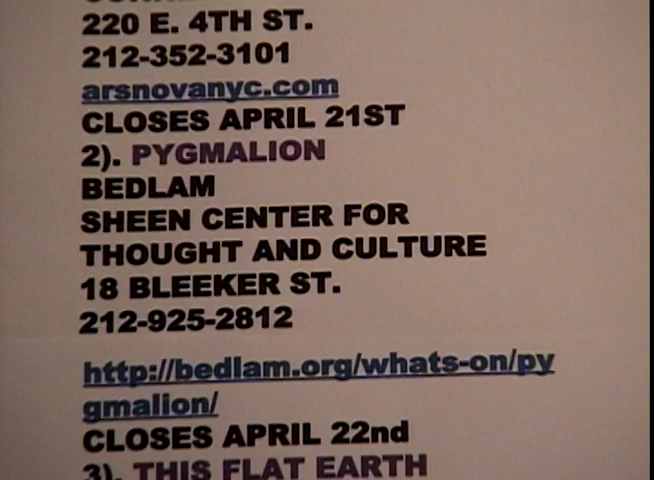 220 E. 4TH ST.
212-352-3101
arsnovanyc.com
CLOSES APRIL 21ST
2). PYGMALION
BEDLAM
SHEEN CENTER FOR
THOUGHT AND CULTURE
18 BLEEKER ST.
212-925-2812
http://bedlam.org/whats-on/py
gmalion/
CLOSES APRIL 22nd
3). THIS FLAT EARTH